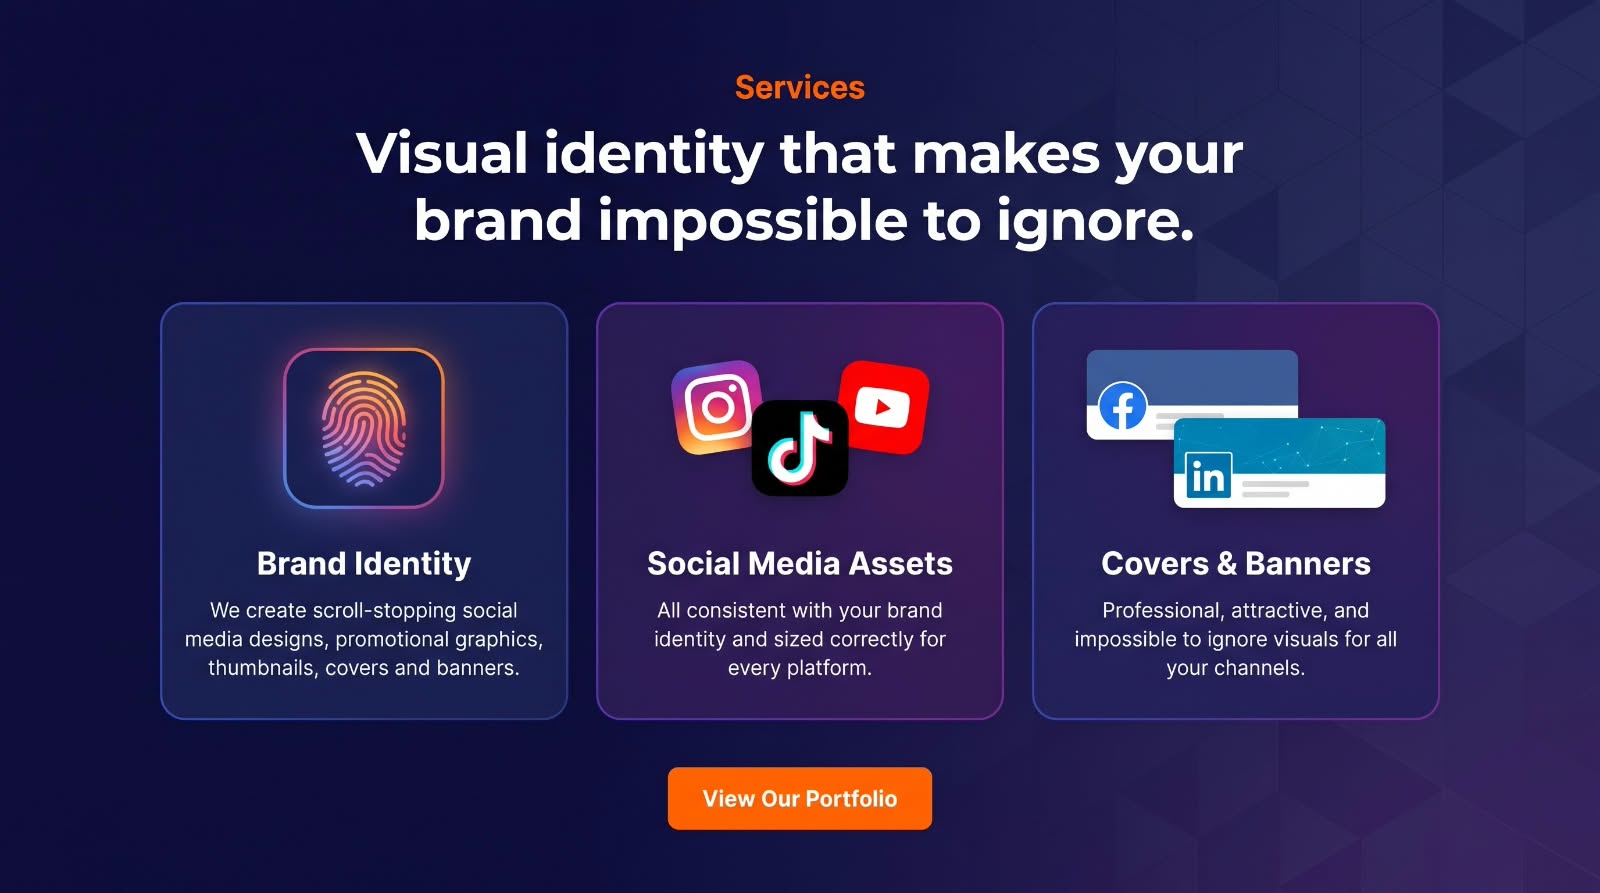 Services
Visual identity that makes your
brand impossible to ignore.
Brand Identity
We create scroll-stopping social
media designs, promotional graphics,
thumbnails, covers and banners.
Social Media Assets
All consistent with your brand
identity and sized correctly for
every platform.
in
Covers & Banners
Professional, attractive, and
impossible to ignore visuals for all
your channels.
View Our Portfolio